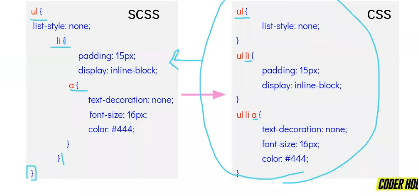 SCSS
ul {
list-style: none;
li {
padding: 15px;
display: inline-block;
a {
text-decoration: none;
font-size: 16px;
color: #444;
}
}
}
CSS
ul {
list-style: none;
}
ul li {
padding: 15px;
display: inline-block;
}
ul li a {
text-decoration: none;
font-size: 16px;
color: #444;
}
CODER